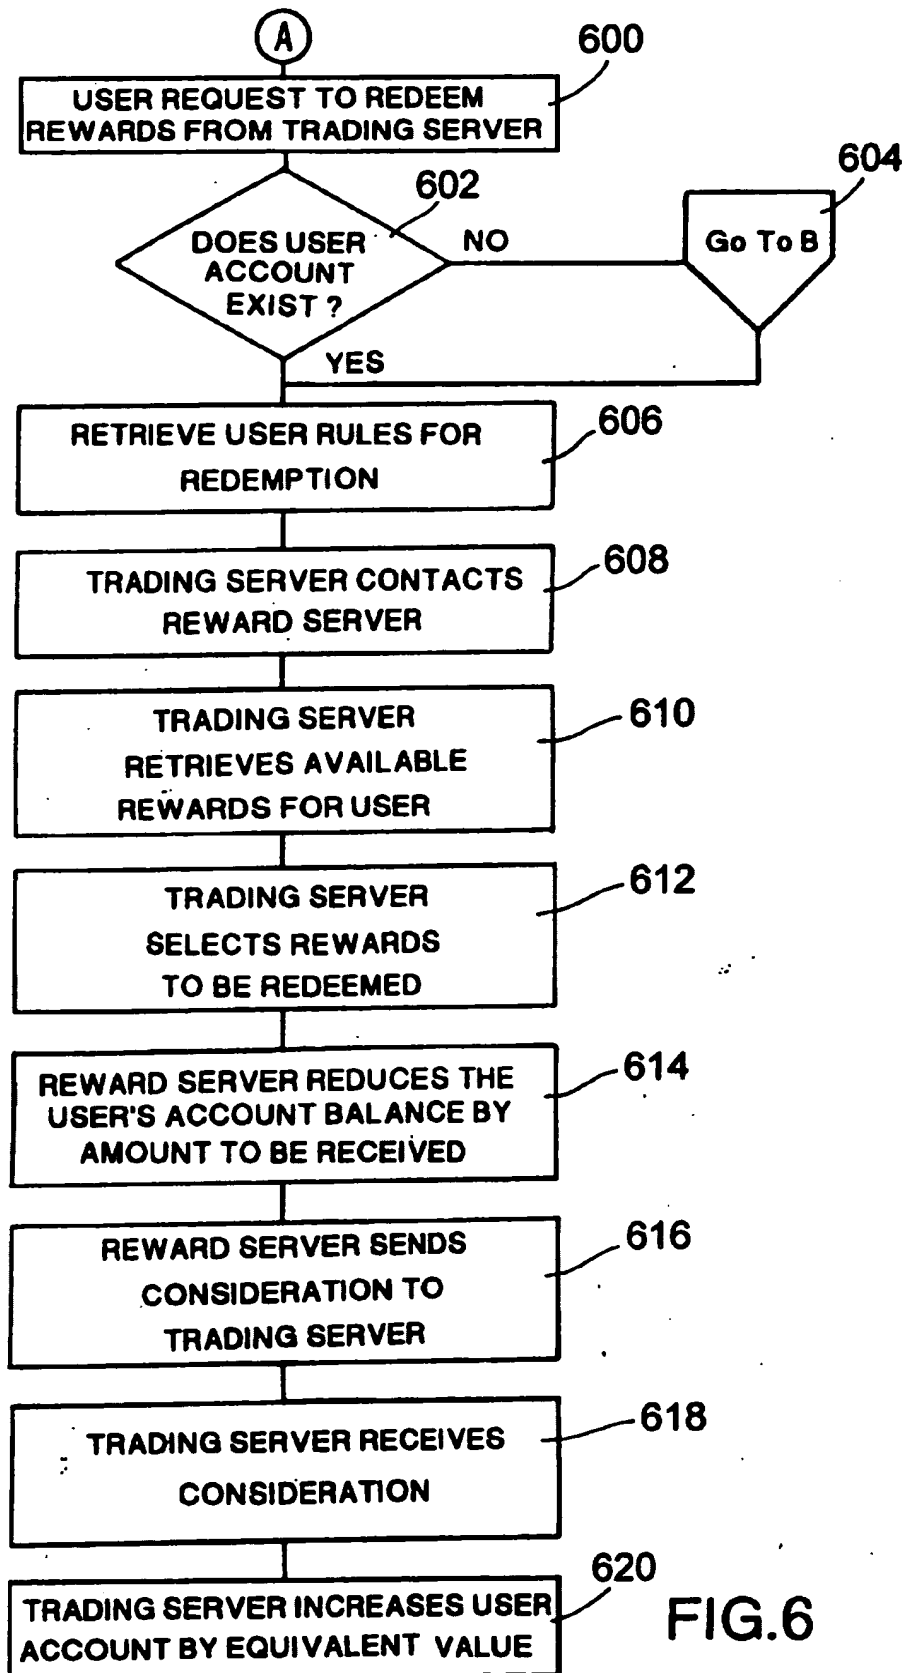 A
600
USER REQUEST TO REDEEM
REWARDS FROM TRADING SERVER
602
604
DOES USER
ACCOUNT
EXIST ?
NO
Go To B
YES
606
RETRIEVE USER RULES FOR
REDEMPTION
608
TRADING SERVER CONTACTS
REWARD SERVER
610
TRADING SERVER
RETRIEVES AVAILABLE
REWARDS FOR USER
612
TRADING SERVER
SELECTS REWARDS
TO BE REDEEMED
614
REWARD SERVER REDUCES THE
USER'S ACCOUNT BALANCE BY
AMOUNT TO BE RECEIVED
616
REWARD SERVER SENDS
CONSIDERATION TO
TRADING SERVER
618
TRADING SERVER RECEIVES
CONSIDERATION
620
TRADING SERVER INCREASES USER
ACCOUNT BY EQUIVALENT VALUE
FIG.6